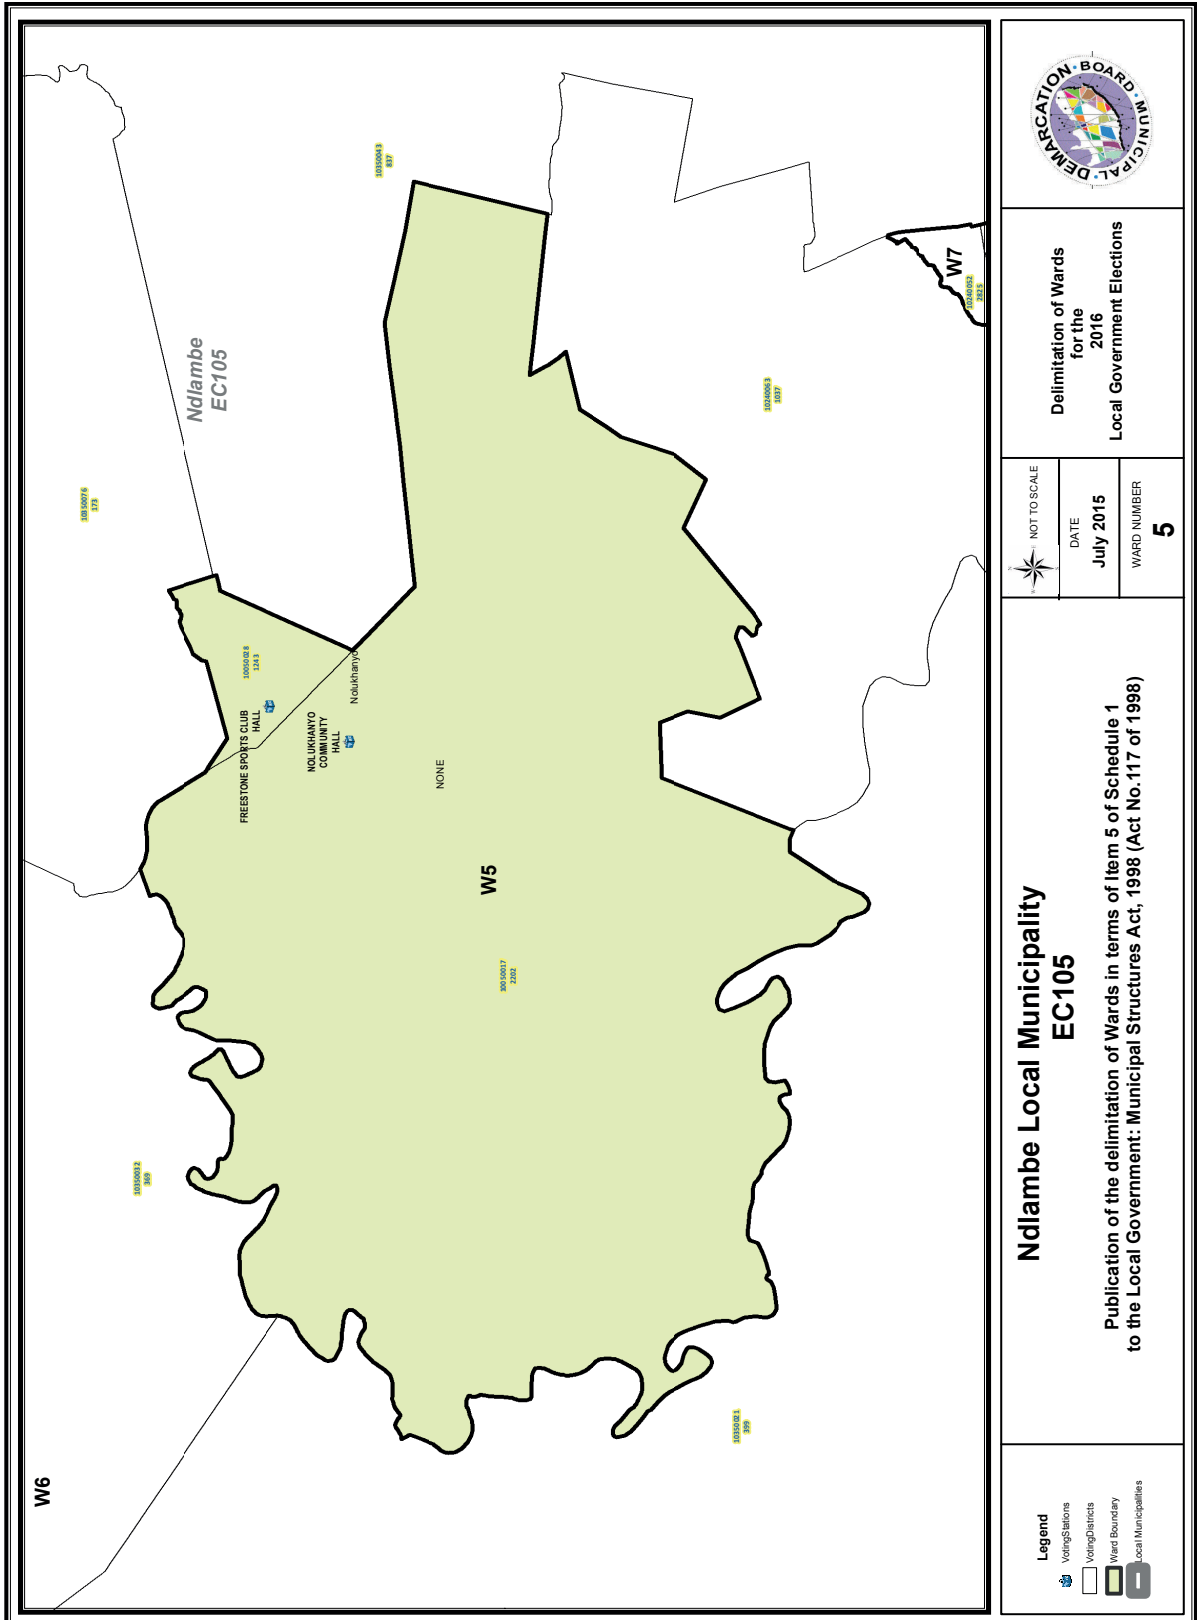 W6
10350076
173
Ndlambe
EC105
10350043
837
10350032
369
10050028
1243
FREESTONE SPORTS CLUB
HALL
NOLUKHANYO
COMMUNITY
HALL
Nolukhanyo
NONE
W5
10050017
2202
10240063
1037
W7
10240052
2825
10350021
399
Legend
VotingStations
VotingDistricts
Ward Boundary
Local Municipalities
Ndlambe Local Municipality
EC105
Publication of the delimitation of Wards in terms of Item 5 of Schedule 1
to the Local Government: Municipal Structures Act, 1998 (Act No.117 of 1998)
NOT TO SCALE
DATE
July 2015
WARD NUMBER
5
Delimitation of Wards
for the
2016
Local Government Elections
MUNICIPAL • DEMARCATION • BOARD •